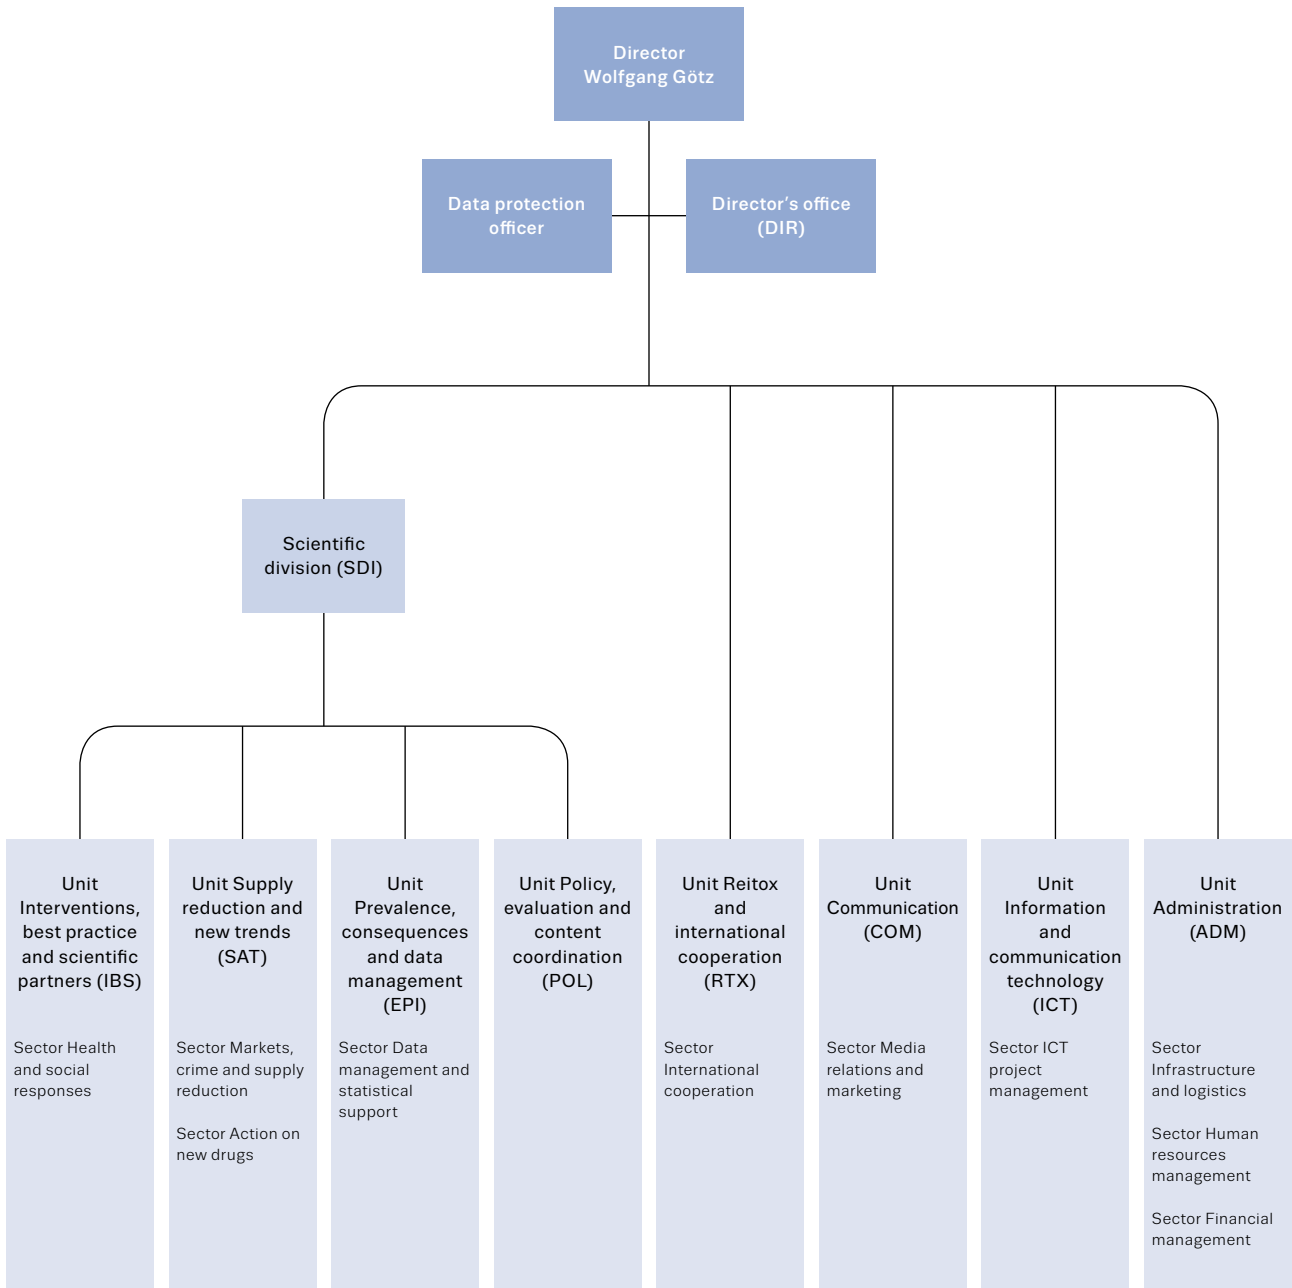 Director
Wolfgang Götz
Data protection
officer
Director's office
(DIR)
Scientific
division (SDI)
Unit
Interventions,
best practice
and scientific
partners (IBS)
Sector Health
and social
responses
Unit Supply
reduction and
new trends
(SAT)
Sector Markets,
crime and supply
reduction
Sector Action on
new drugs
Unit
Prevalence,
consequences
and data
management
(EPI)
Sector Data
management and
statistical
support
Unit Policy,
evaluation and
content
coordination
(POL)
Unit Reitox
and
international
cooperation
(RTX)
Sector
International
cooperation
Unit
Communication
(COM)
Sector Media
relations and
marketing
Unit
Information
and
communication
technology
(ICT)
Sector ICT
project
management
Unit
Administration
(ADM)
Sector
Infrastructure
and logistics
Sector Human
resources
management
Sector Financial
management